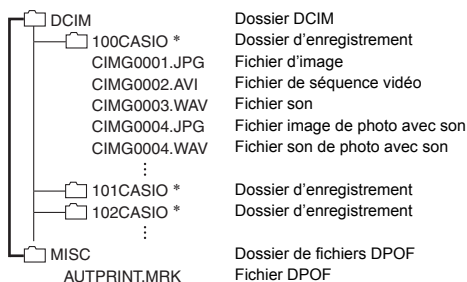 DCIM Dossier DCIM
100CASIO * Dossier d’enregistrement
CIMG0001.JPG Fichier d’image
CIMG0002.AVI Fichier de séquence vidéo
CIMG0003.WAV Fichier son
CIMG0004.JPG Fichier image de photo avec son
CIMG0004.WAV Fichier son de photo avec son
101CASIO * Dossier d’enregistrement
102CASIO * Dossier d’enregistrement
MISC Dossier de fichiers DPOF
AUTPRINT.MRK Fichier DPOF